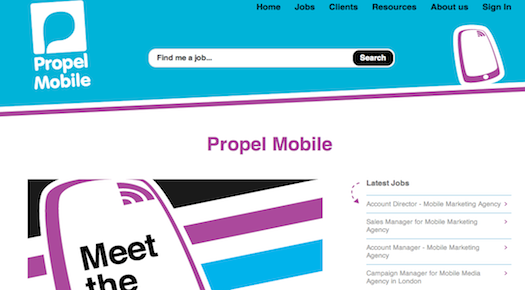 Home Jobs Clients Resources About us Sign In
Propel
Mobile
Find me a job... Search
Propel Mobile
Meet
the
Latest Jobs
Account Director - Mobile Marketing Agency
Sales Manager for Mobile Marketing
Agency
Account Manager - Mobile Marketing
Agency
Campaign Manager for Mobile Media
Agency in London